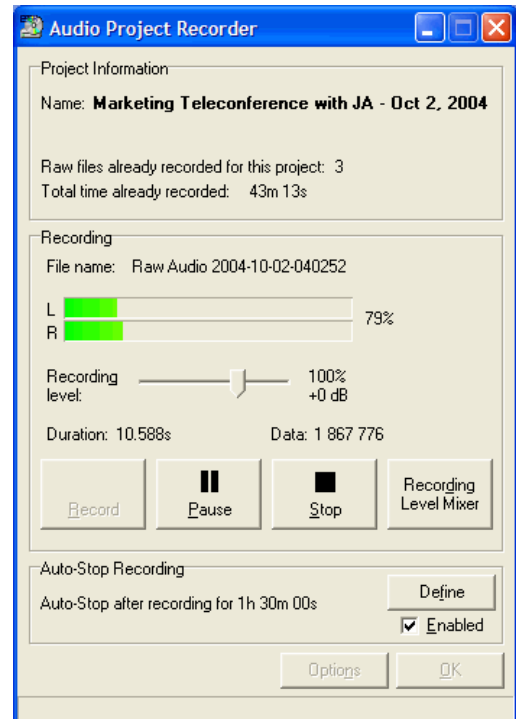 Audio Project Recorder
Project Information
Name: Marketing Teleconference with JA - Oct 2, 2004
Raw files already recorded for this project: 3
Total time already recorded: 43m 13s
Recording
File name: Raw Audio 2004-10-02-040252
L
R
79%
Recording level:
100%
+0 dB
Duration: 10.588s
Data: 1 867 776
Record
Pause
Stop
Recording
Level Mixer
Auto-Stop Recording
Auto-Stop after recording for 1h 30m 00s
Define
Enabled
Options
OK